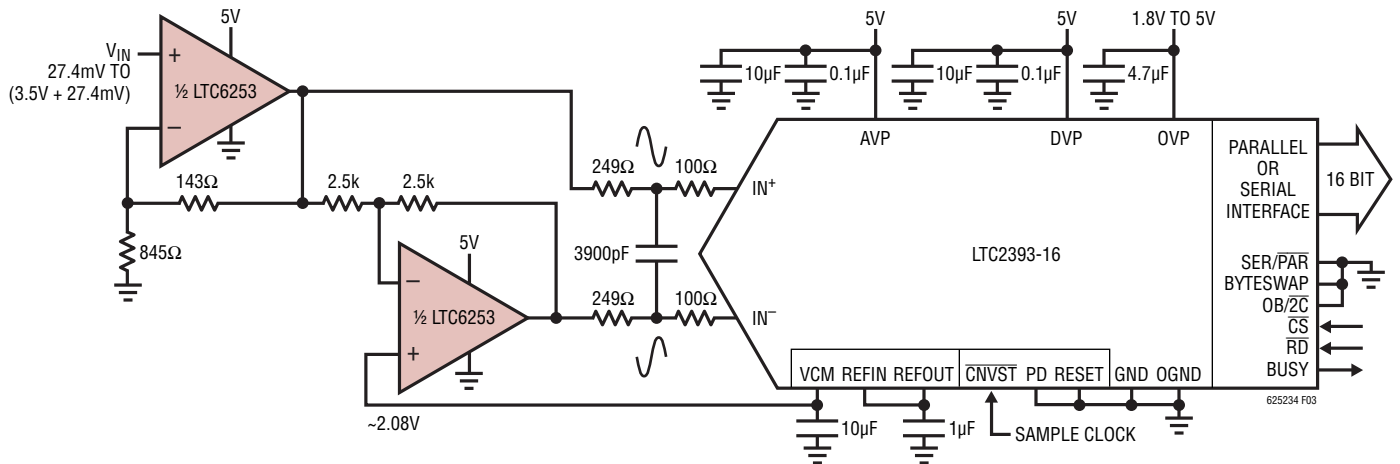 5V
VIN
27.4mV TO
(3.5V + 27.4mV)
+
½ LTC6253
–
143Ω
2.5k
2.5k
845Ω
5V
–
½ LTC6253
+
~2.08V
249Ω
100Ω
3900pF
249Ω
100Ω
5V
10µF
0.1µF
5V
10µF
0.1µF
1.8V TO 5V
4.7µF
AVP
DVP
OVP
IN+
IN–
LTC2393-16
PARALLEL
OR
SERIAL
INTERFACE
16 BIT
SER/PAR
BYTESWAP
OB/2C
CS
RD
BUSY
VCM REFIN REFOUT CNVST PD RESET GND OGND
10µF
1µF
SAMPLE CLOCK
625234 F03